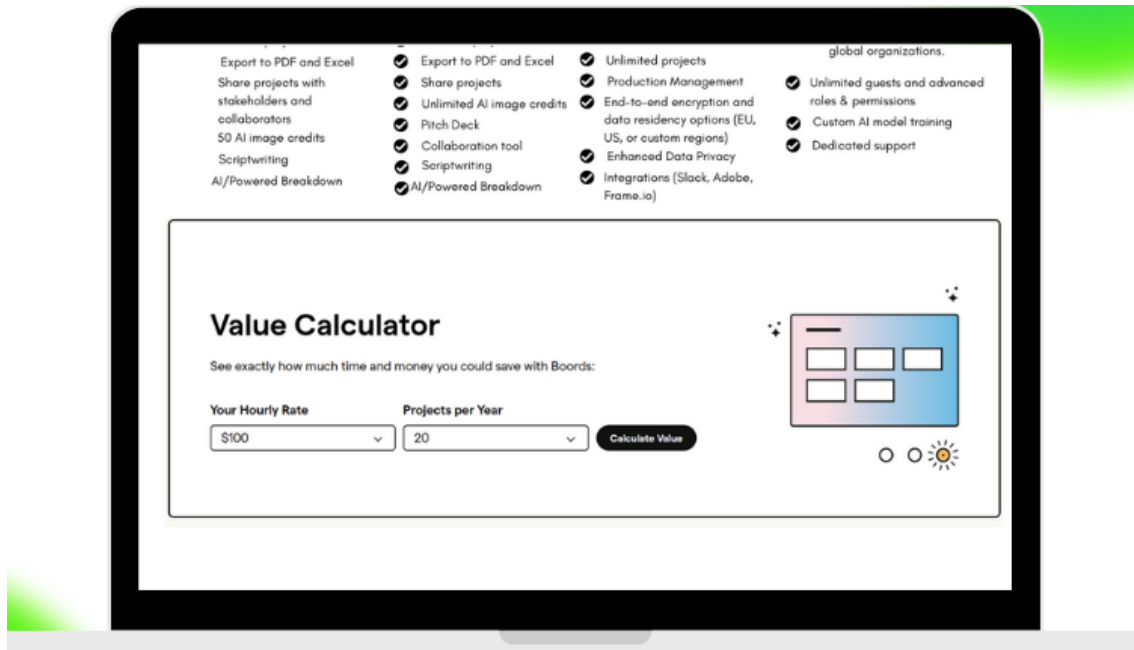 Export to PDF and Excel
Share projects with
stakeholders and
collaborators
50 AI image credits
Scriptwriting
AI/Powered Breakdown
Export to PDF and Excel
Share projects
Unlimited AI image credits
Pitch Deck
Collaboration tool
Scriptwriting
AI/Powered Breakdown
Unlimited projects
Production Management
End-to-end encryption and
data residency options (EU,
US, or custom regions)
Enhanced Data Privacy
Integrations (Slack, Adobe,
Frame.io)
global organizations.
Unlimited guests and advanced
roles & permissions
Custom AI model training
Dedicated support
Value Calculator
See exactly how much time and money you could save with Boords:
Your Hourly Rate
Projects per Year
$100
20
Calculate Value